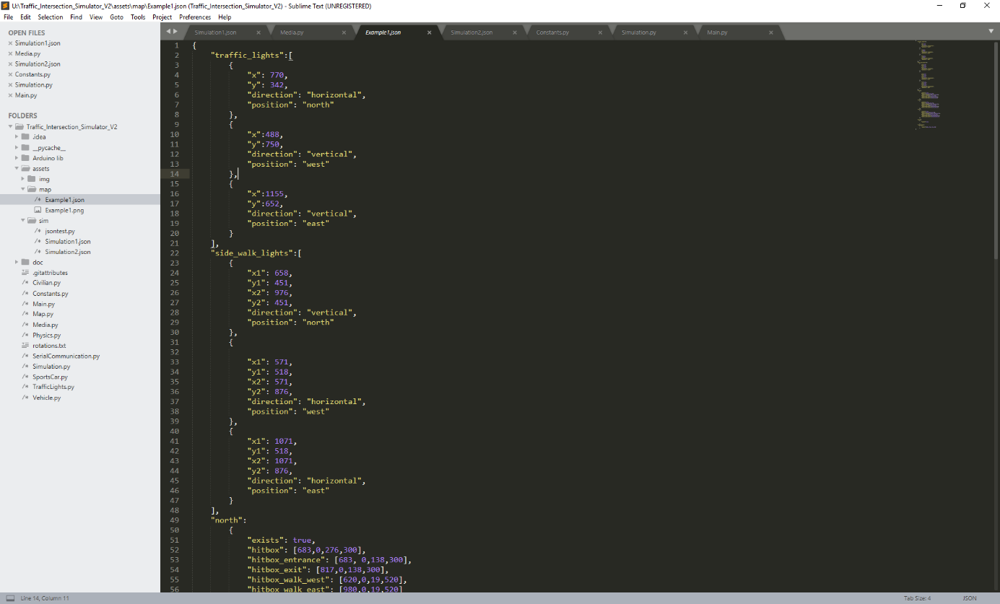 U:\Traffic_Intersection_Simulator_V2\assets\map\Example1.json (Traffic_Intersection_Simulator_V2) - Sublime Text (UNREGISTERED)
File Edit Selection Find View Goto Tools Project Preferences Help
OPEN FILES
Simulation1.json
Media.py
Simulation2.json
Constants.py
Simulation.py
Main.py
FOLDERS
Traffic_Intersection_Simulator_V2
.idea
__pycache__
Arduino lib
assets
img
map
/* Example1.json
Example1.png
sim
/* jsontest.py
/* Simulation1.json
/* Simulation2.json
doc
.gitattributes
/* Civilian.py
/* Constants.py
/* Main.py
/* Map.py
/* Media.py
/* Physics.py
rotations.txt
/* SerialCommunication.py
/* Simulation.py
/* SportsCar.py
/* TrafficLights.py
/* Vehicle.py
Simulation1.json Media.py Example1.json Simulation2.json Constants.py Simulation.py Main.py
1 {
2 "traffic_lights":[
3 {
4 "x": 770,
5 "y": 342,
6 "direction": "horizontal",
7 "position": "north"
8 },
9 {
10 "x":488,
11 "y":750,
12 "direction": "vertical",
13 "position": "west"
14 },
15 {
16 "x":1155,
17 "y":652,
18 "direction": "vertical",
19 "position": "east"
20 }
21 ],
22 "side_walk_lights":[
23 {
24 "x1": 658,
25 "y1": 451,
26 "x2": 976,
27 "y2": 451,
28 "direction": "vertical",
29 "position": "north"
30 },
31 {
32
33 "x1": 571,
34 "y1": 518,
35 "x2": 571,
36 "y2": 876,
37 "direction": "horizontal",
38 "position": "west"
39 },
40 {
41 "x1": 1071,
42 "y1": 518,
43 "x2": 1071,
44 "y2": 876,
45 "direction": "horizontal",
46 "position": "east"
47 }
48 ],
49 "north":
50 {
51 "exists": true,
52 "hitbox": [683,0,276,300],
53 "hitbox_entrance": [683, 0,138,300],
54 "hitbox_exit": [817,0,138,300],
55 "hitbox_walk_west": [620,0,19,520],
56 "hitbox_walk_east": [980,0,19,520]
Line 14, Column 11
Tab Size: 4
JSON